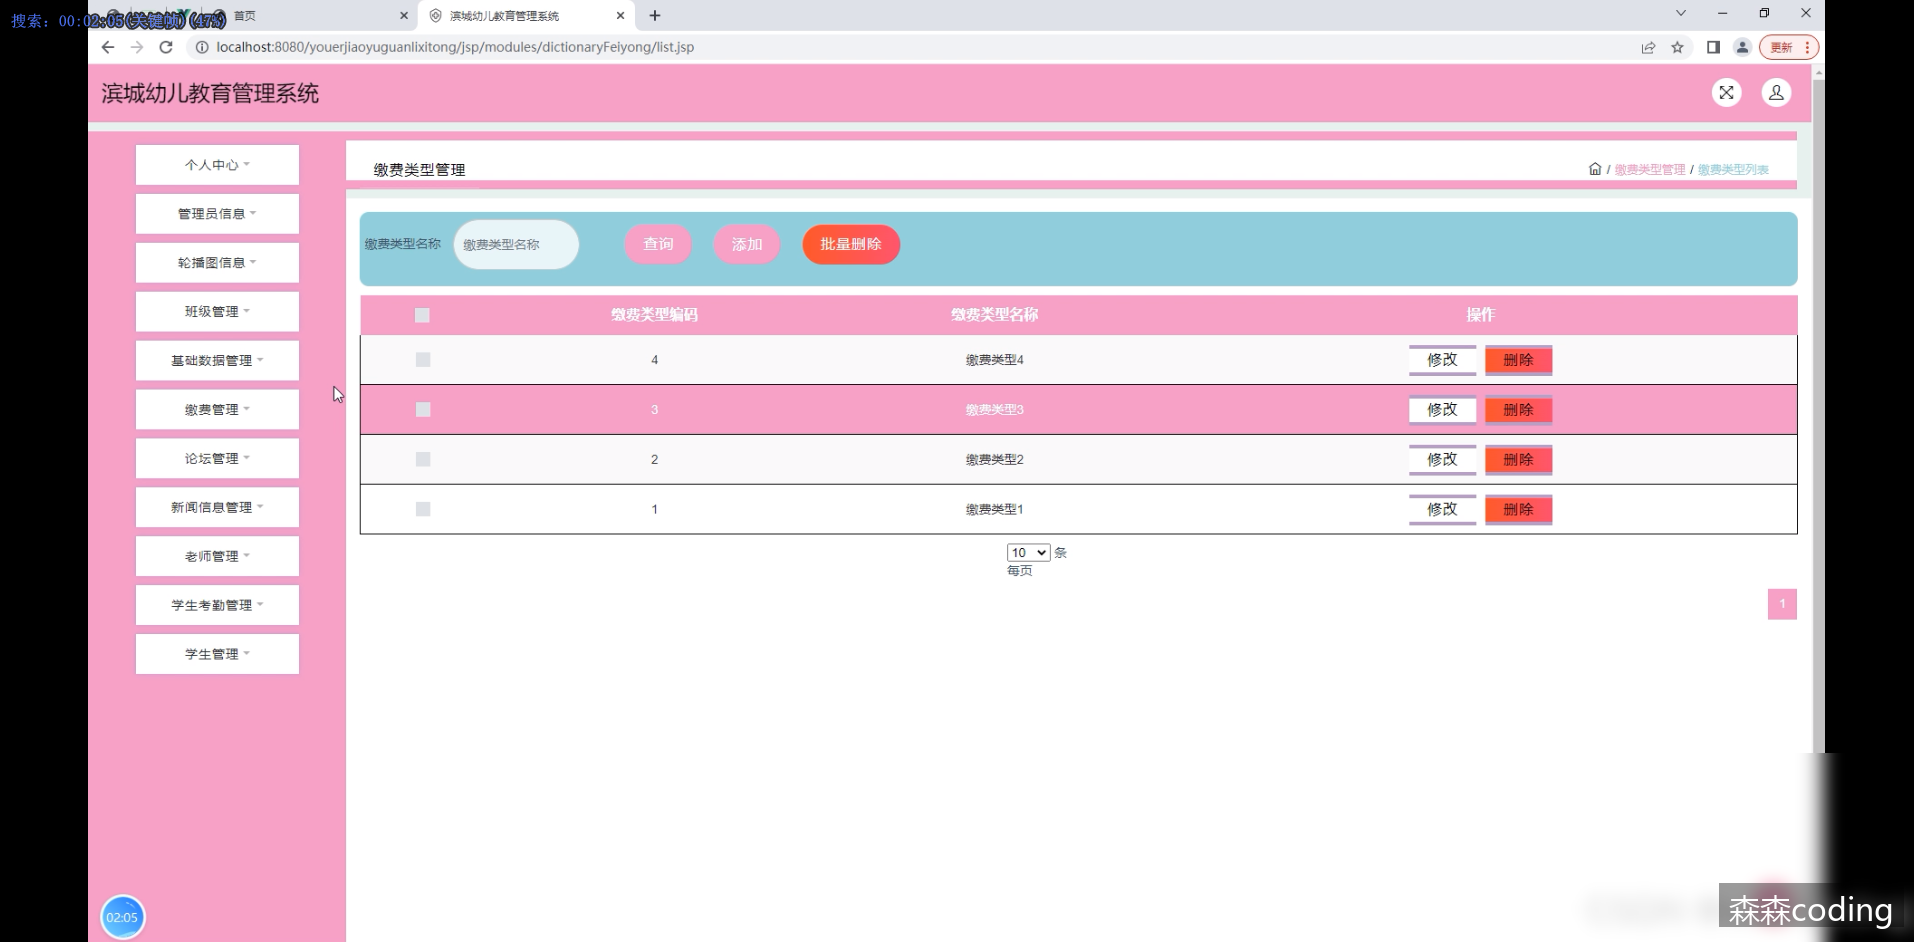 搜索：00:02:05(关键帧) (47%)
首页
滨城幼儿教育管理系统
localhost:8080/youerjiaoyuguanlixitong/jsp/modules/dictionaryFeiyong/list.jsp
更新
滨城幼儿教育管理系统
个人中心
管理员信息
轮播图信息
班级管理
基础数据管理
缴费管理
论坛管理
新闻信息管理
老师管理
学生考勤管理
学生管理
缴费类型管理
/ 缴费类型管理 / 缴费类型列表
缴费类型名称 缴费类型名称 查询 添加 批量删除
缴费类型编码 缴费类型名称 操作
4 缴费类型4 修改 删除
3 缴费类型3 修改 删除
2 缴费类型2 修改 删除
1 缴费类型1 修改 删除
10 条
每页
1
02:05
森森coding